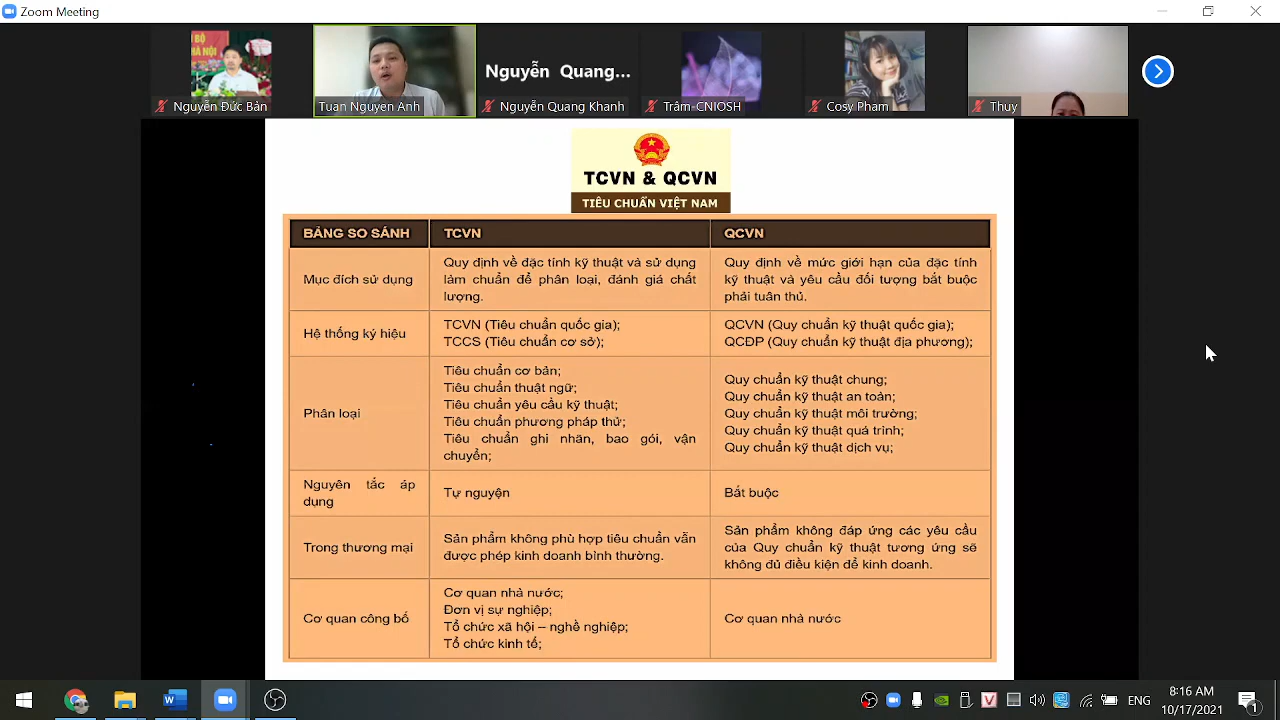 Zoom Meeting
Nguyễn Quang...
Nguyễn Đức Bản
Tuan Nguyen Anh
Nguyễn Quang Khanh
Trâm-CNIOSH
Cosy Pham
Thuy
TCVN & QCVN
TIÊU CHUẨN VIỆT NAM
BẢNG SO SÁNH
TCVN
QCVN
Mục đích sử dụng
Quy định về đặc tính kỹ thuật và sử dụng
làm chuẩn để phân loại, đánh giá chất
lượng.
Quy định về mức giới hạn của đặc tính
kỹ thuật và yêu cầu đối tượng bắt buộc
phải tuân thủ.
Hệ thống ký hiệu
TCVN (Tiêu chuẩn quốc gia);
TCCS (Tiêu chuẩn cơ sở);
QCVN (Quy chuẩn kỹ thuật quốc gia);
QCĐP (Quy chuẩn kỹ thuật địa phương);
Phân loại
Tiêu chuẩn cơ bản;
Tiêu chuẩn thuật ngữ;
Tiêu chuẩn yêu cầu kỹ thuật;
Tiêu chuẩn phương pháp thử;
Tiêu chuẩn ghi nhãn, bao gói, vận
chuyển;
Quy chuẩn kỹ thuật chung;
Quy chuẩn kỹ thuật an toàn;
Quy chuẩn kỹ thuật môi trường;
Quy chuẩn kỹ thuật quá trình;
Quy chuẩn kỹ thuật dịch vụ;
Nguyên tắc áp
dụng
Tự nguyện
Bắt buộc
Trong thương mại
Sản phẩm không phù hợp tiêu chuẩn vẫn
được phép kinh doanh bình thường.
Sản phẩm không đáp ứng các yêu cầu
của Quy chuẩn kỹ thuật tương ứng sẽ
không đủ điều kiện để kinh doanh.
Cơ quan công bố
Cơ quan nhà nước;
Đơn vị sự nghiệp;
Tổ chức xã hội – nghề nghiệp;
Tổ chức kinh tế;
Cơ quan nhà nước
ENG
8:16 AM
10/17/2021